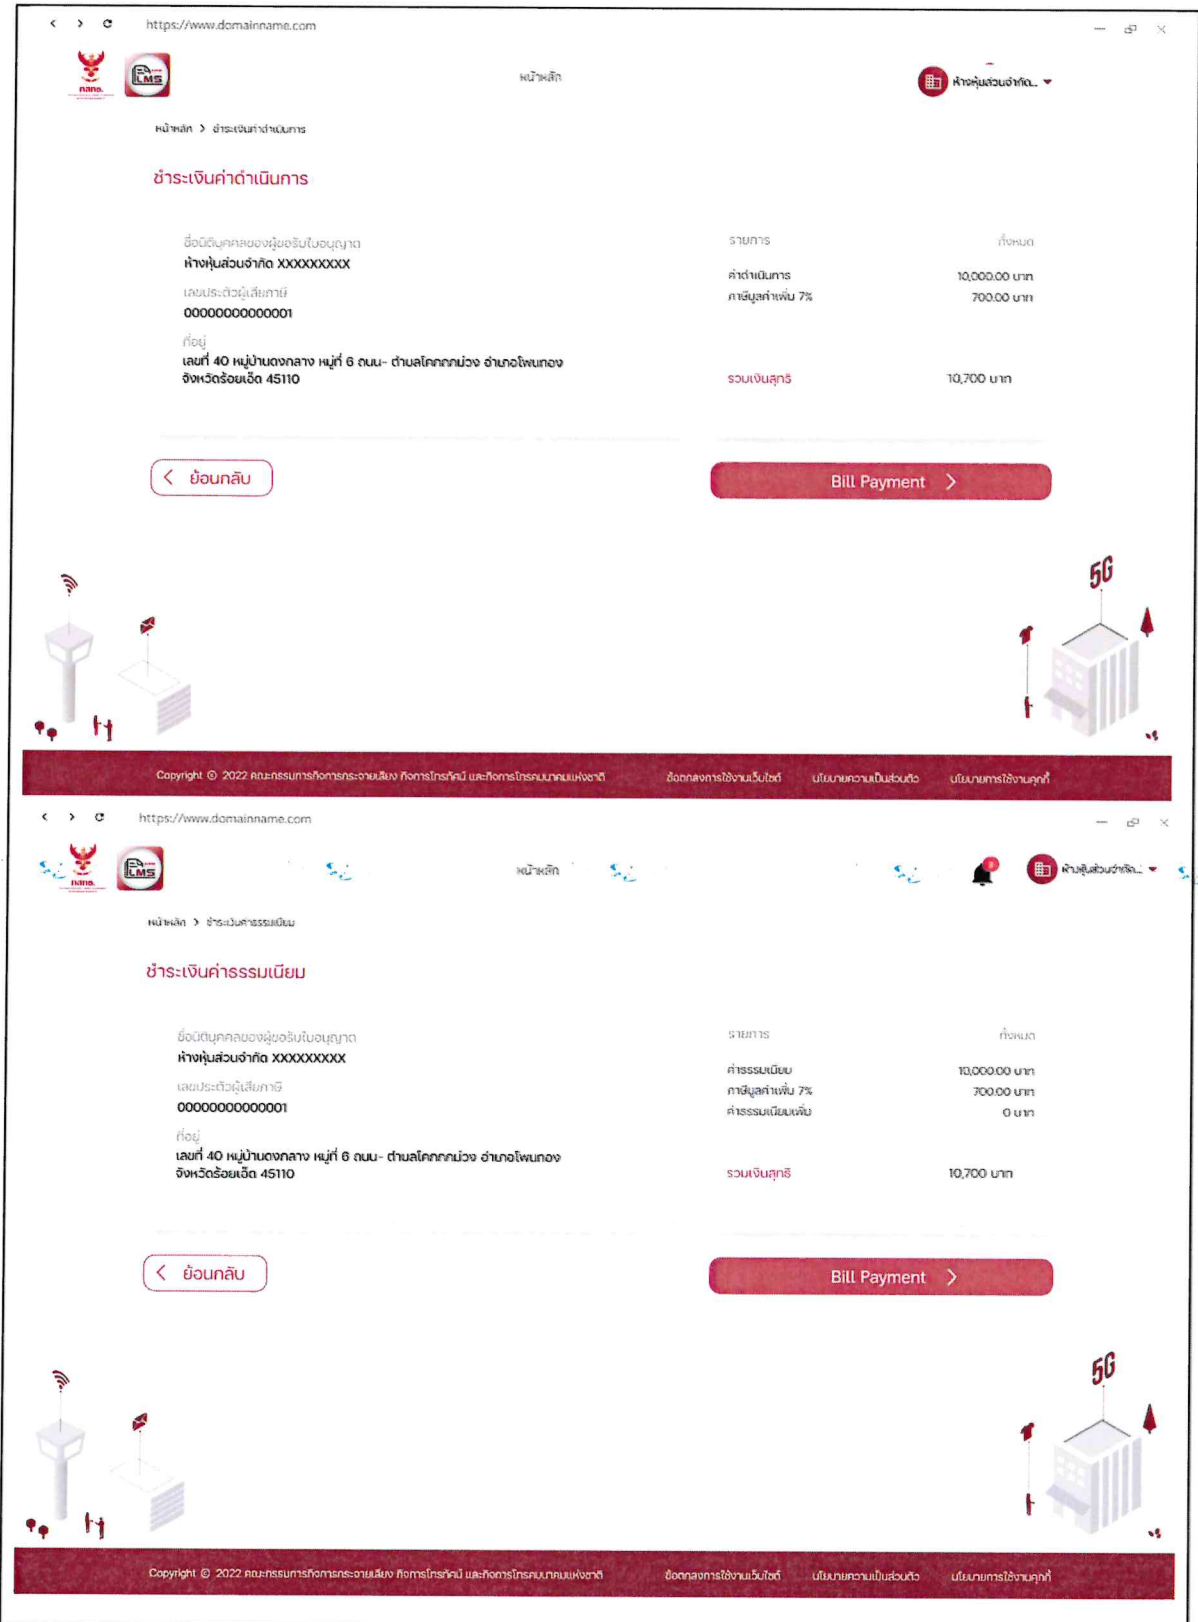 https://www.domainname.com
กสทช.
LMS
หน้าหลัก
ห้างหุ้นส่วนจำกัด...
หน้าหลัก > ชำระเงินค่าดำเนินการ
ชำระเงินค่าดำเนินการ
ชื่อนิติบุคคลของผู้ขอรับใบอนุญาต
ห้างหุ้นส่วนจำกัด XXXXXXXXX
เลขประจำตัวผู้เสียภาษี
00000000000001
ที่อยู่
เลขที่ 40 หมู่บ้านดงกลาง หมู่ที่ 6 ถนน- ตำบลโคกกกม่วง อำเภอโพนทอง
จังหวัดร้อยเอ็ด 45110
รายการ ทั้งหมด
ค่าดำเนินการ 10,000.00 บาท
ภาษีมูลค่าเพิ่ม 7% 700.00 บาท
รวมเงินสุทธิ 10,700 บาท
ย้อนกลับ
Bill Payment
5G
Copyright © 2022 คณะกรรมการกิจการกระจายเสียง กิจการโทรทัศน์ และกิจการโทรคมนาคมแห่งชาติ ข้อตกลงการใช้งานเว็บไซต์ นโยบายความเป็นส่วนตัว นโยบายการใช้งานคุกกี้
https://www.domainname.com
กสทช.
LMS
หน้าหลัก
ห้างหุ้นส่วนจำกัด...
หน้าหลัก > ชำระเงินค่าธรรมเนียม
ชำระเงินค่าธรรมเนียม
ชื่อนิติบุคคลของผู้ขอรับใบอนุญาต
ห้างหุ้นส่วนจำกัด XXXXXXXXX
เลขประจำตัวผู้เสียภาษี
00000000000001
ที่อยู่
เลขที่ 40 หมู่บ้านดงกลาง หมู่ที่ 6 ถนน- ตำบลโคกกกม่วง อำเภอโพนทอง
จังหวัดร้อยเอ็ด 45110
รายการ ทั้งหมด
ค่าธรรมเนียม 10,000.00 บาท
ภาษีมูลค่าเพิ่ม 7% 700.00 บาท
ค่าธรรมเนียมเพิ่ม 0 บาท
รวมเงินสุทธิ 10,700 บาท
ย้อนกลับ
Bill Payment
5G
Copyright © 2022 คณะกรรมการกิจการกระจายเสียง กิจการโทรทัศน์ และกิจการโทรคมนาคมแห่งชาติ ข้อตกลงการใช้งานเว็บไซต์ นโยบายความเป็นส่วนตัว นโยบายการใช้งานคุกกี้